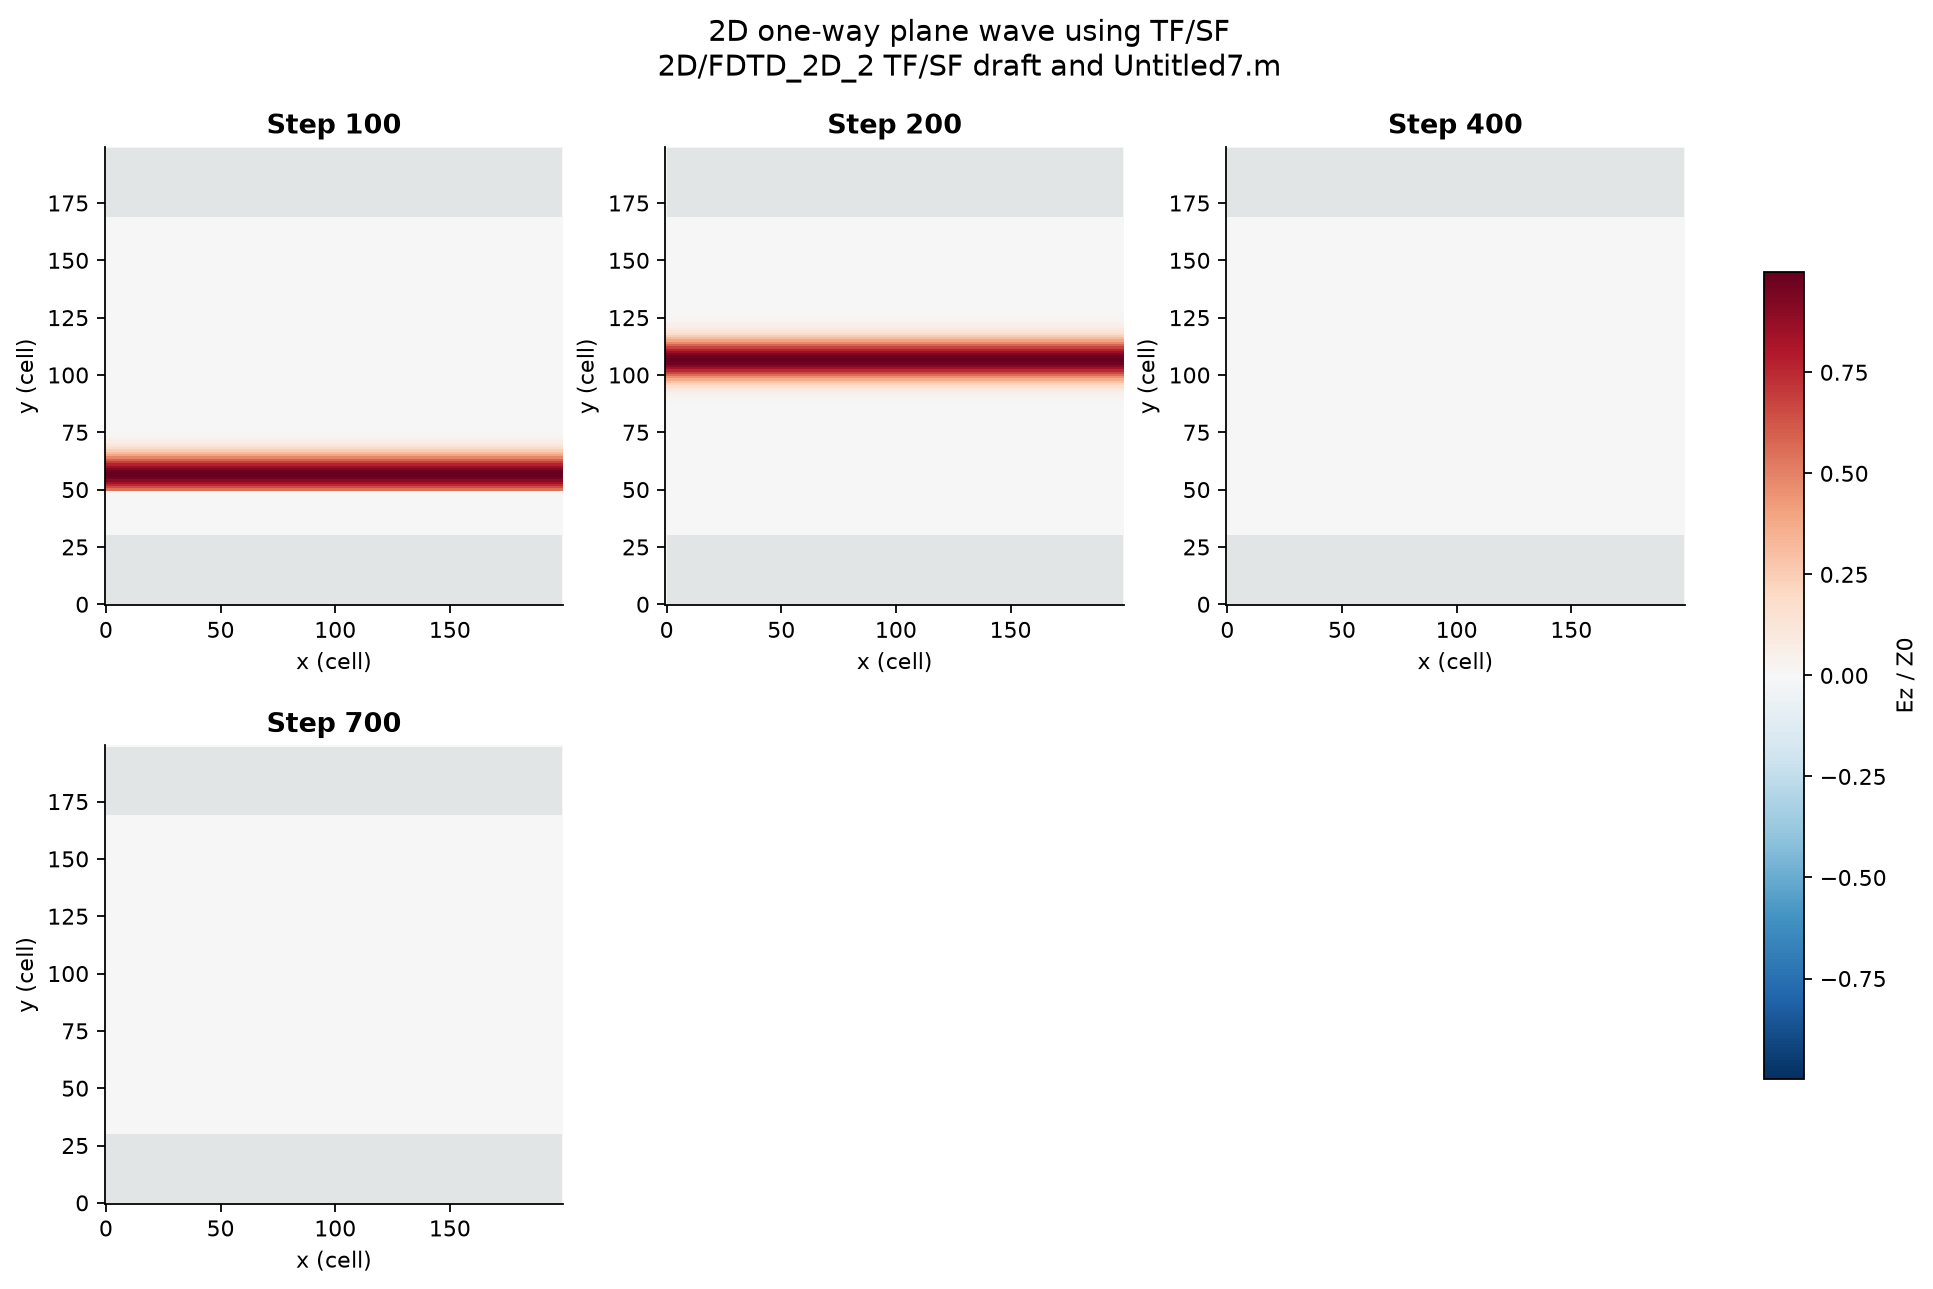 2D one-way plane wave using TF/SF
2D/FDTD_2D_2 TF/SF draft and Untitled7.m
Step 100
y (cell)
175
150
125
100
75
50
25
0
0 50 100 150
x (cell)
Step 200
y (cell)
175
150
125
100
75
50
25
0
0 50 100 150
x (cell)
Step 400
y (cell)
175
150
125
100
75
50
25
0
0 50 100 150
x (cell)
Step 700
y (cell)
175
150
125
100
75
50
25
0
0 50 100 150
x (cell)
0.75
0.50
0.25
0.00
−0.25
−0.50
−0.75
Ez / Z0